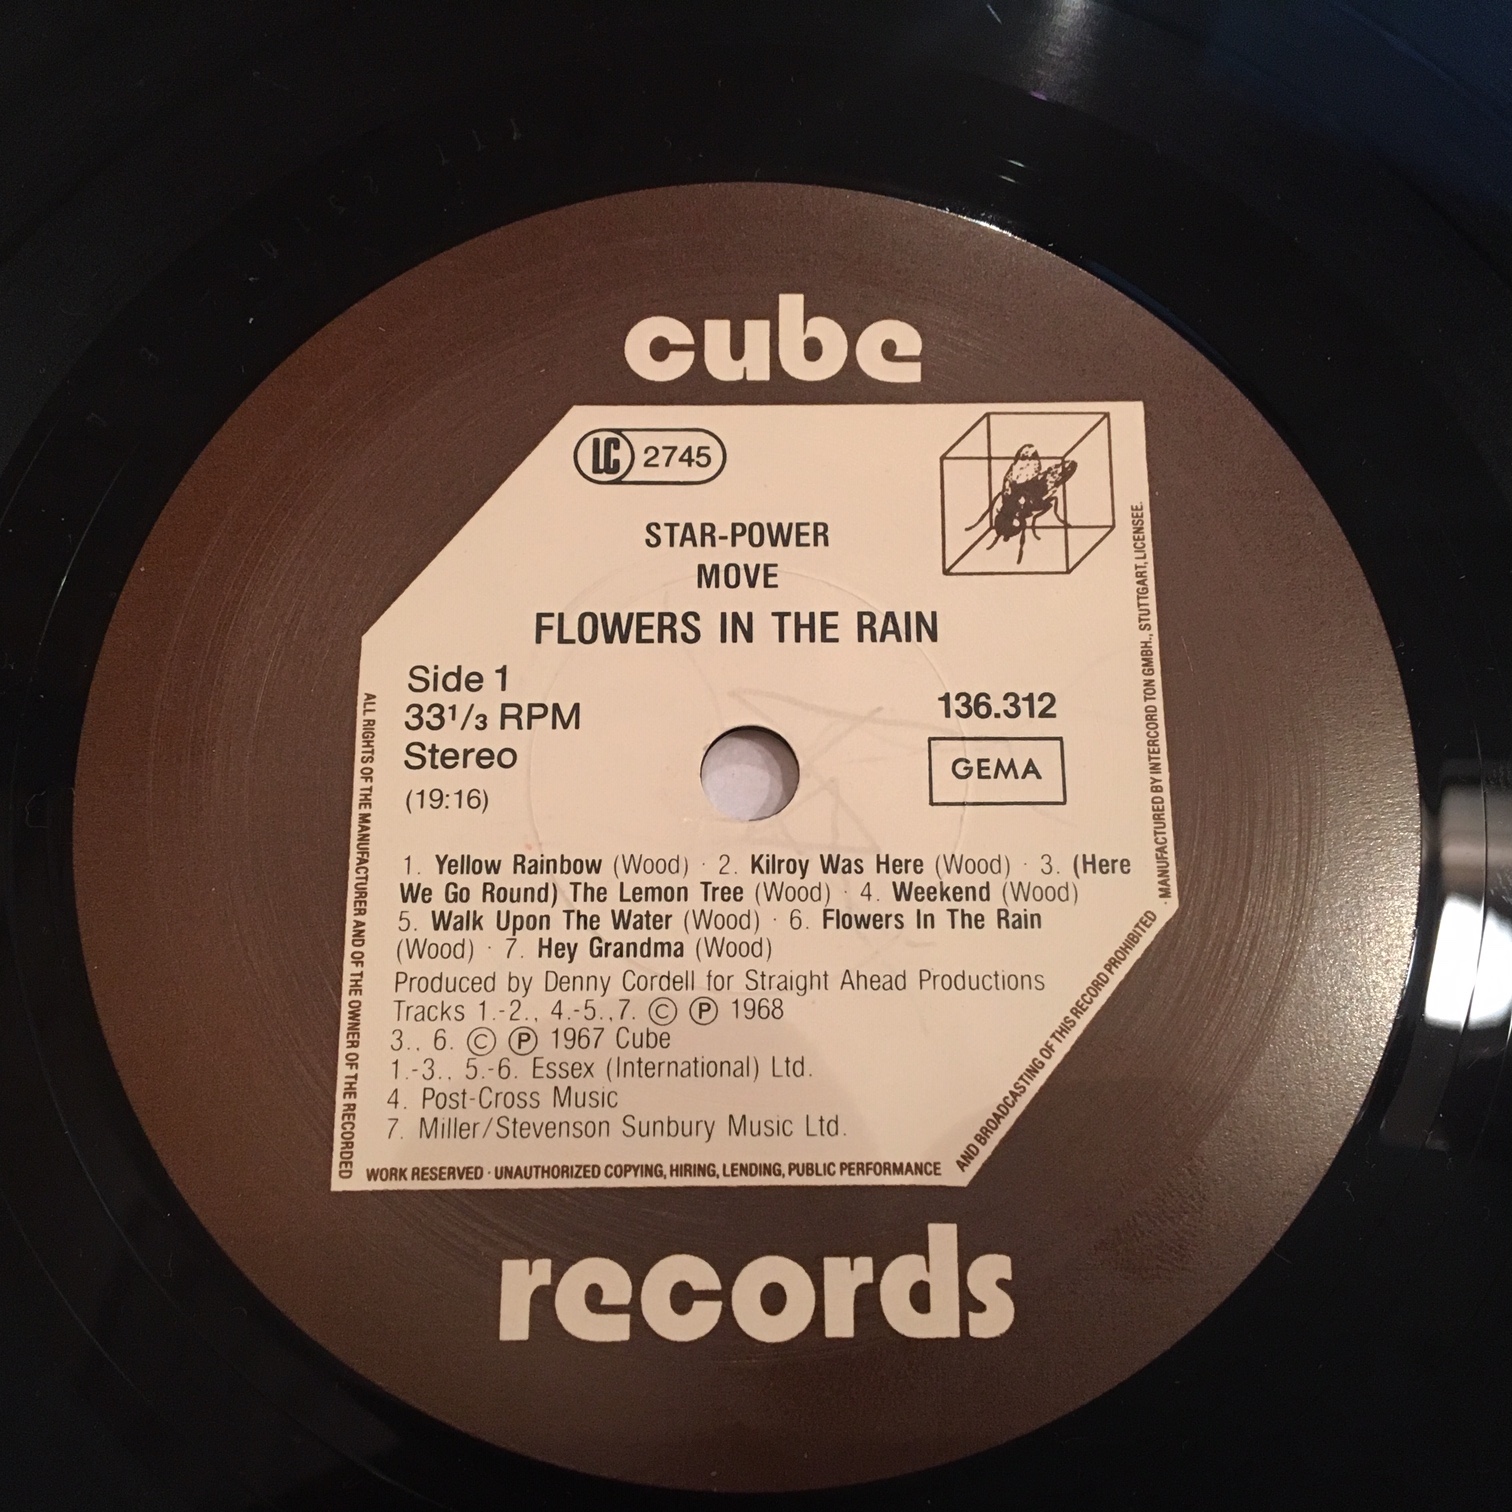 cube
LC 2745
STAR-POWER
MOVE
FLOWERS IN THE RAIN
Side 1
33 1/3 RPM
Stereo
(19:16)
136.312
GEMA
1. Yellow Rainbow (Wood) · 2. Kilroy Was Here (Wood) · 3. (Here
We Go Round) The Lemon Tree (Wood) · 4. Weekend (Wood)
5. Walk Upon The Water (Wood) · 6. Flowers In The Rain
(Wood) · 7. Hey Grandma (Wood)
Produced by Denny Cordell for Straight Ahead Productions
Tracks 1.-2., 4.-5.,7. © ℗ 1968
3., 6. © ℗ 1967 Cube
1.-3., 5.-6. Essex (International) Ltd.
4. Post-Cross Music
7. Miller/Stevenson Sunbury Music Ltd.
ALL RIGHTS OF THE MANUFACTURER AND OF THE OWNER OF THE RECORDED
WORK RESERVED · UNAUTHORIZED COPYING, HIRING, LENDING, PUBLIC PERFORMANCE
AND BROADCASTING OF THIS RECORD PROHIBITED
· MANUFACTURED BY INTERCORD TON GMBH., STUTTGART, LICENSEE.
records